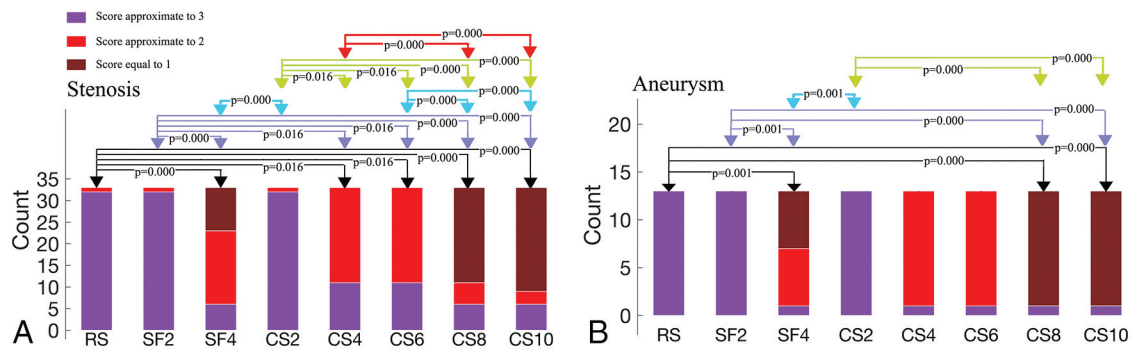 Score approximate to 3
Score approximate to 2
Score equal to 1
Stenosis
p=0.000
p=0.000
p=0.000
p=0.016
p=0.000
p=0.016
p=0.000
p=0.000
p=0.000
p=0.000
p=0.000
p=0.016
p=0.016
p=0.000
p=0.000
p=0.000
p=0.016
p=0.016
p=0.000
Count
35
30
25
20
15
10
5
0
A
RS
SF2
SF4
CS2
CS4
CS6
CS8
CS10
Aneurysm
p=0.000
p=0.000
p=0.001
p=0.000
p=0.000
p=0.001
p=0.000
p=0.000
p=0.001
Count
20
15
10
5
0
B
RS
SF2
SF4
CS2
CS4
CS6
CS8
CS10